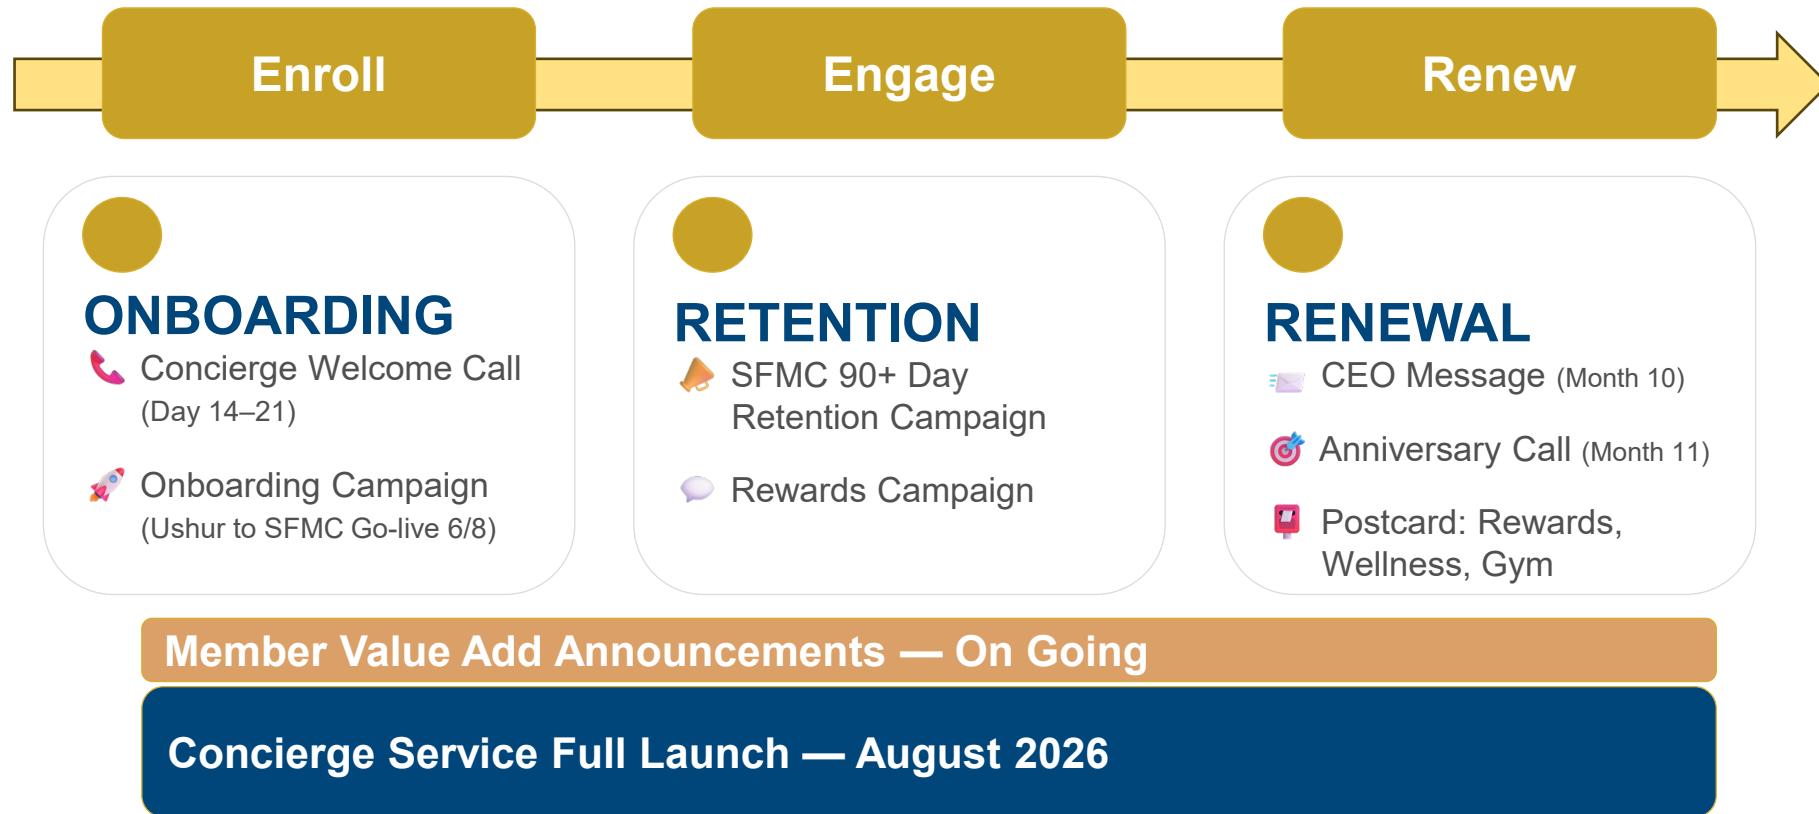 Enroll
Engage
Renew
ONBOARDING
Concierge Welcome Call
(Day 14–21)
Onboarding Campaign
(Ushur to SFMC Go-live 6/8)
RETENTION
SFMC 90+ Day
Retention Campaign
Rewards Campaign
RENEWAL
CEO Message (Month 10)
Anniversary Call (Month 11)
Postcard: Rewards,
Wellness, Gym
Member Value Add Announcements — On Going
Concierge Service Full Launch — August 2026